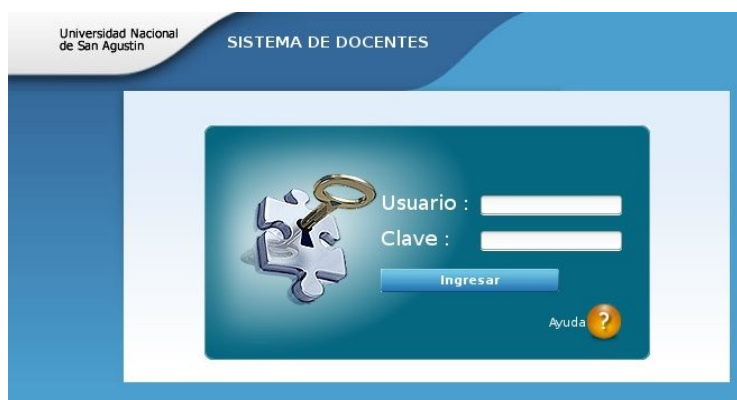 Universidad Nacional
de San Agustin
SISTEMA DE DOCENTES
Usuario :
Clave :
Ingresar
Ayuda ?